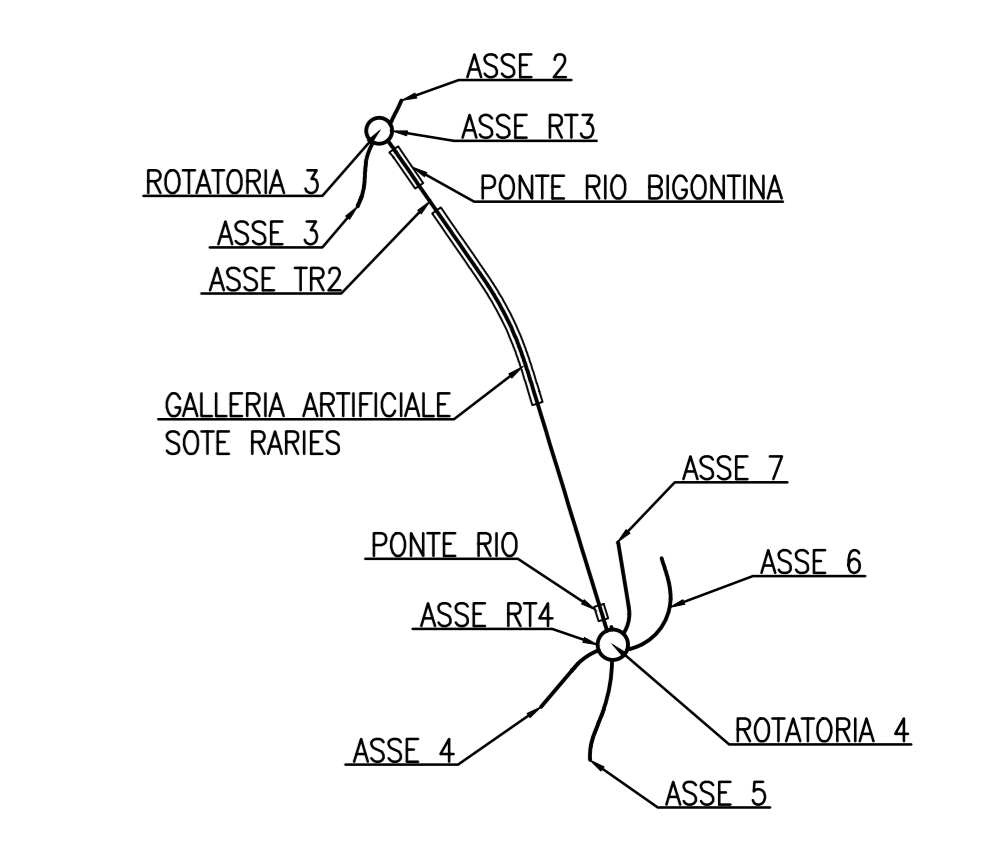 ASSE 2
ASSE RT3
ROTATORIA 3
PONTE RIO BIGONTINA
ASSE 3
ASSE TR2
GALLERIA ARTIFICIALE
SOTE RARIES
ASSE 7
PONTE RIO
ASSE 6
ASSE RT4
ROTATORIA 4
ASSE 4
ASSE 5